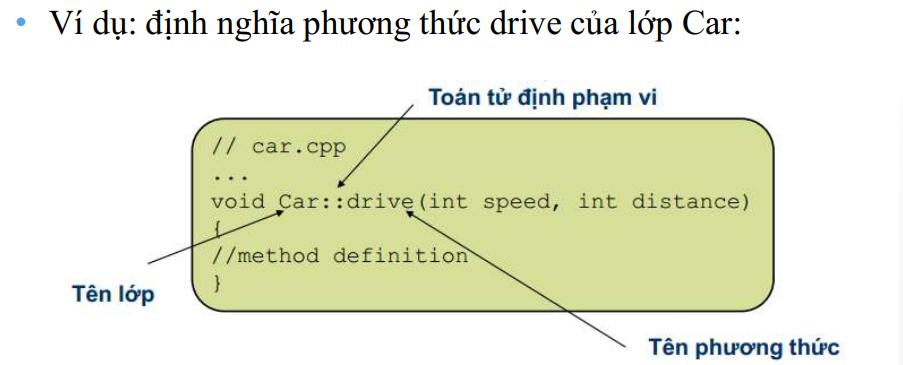 • Ví dụ: định nghĩa phương thức drive của lớp Car:
Toán tử định phạm vi
// car.cpp
...
void Car::drive(int speed, int distance)
{
//method definition
}
Tên lớp
Tên phương thức